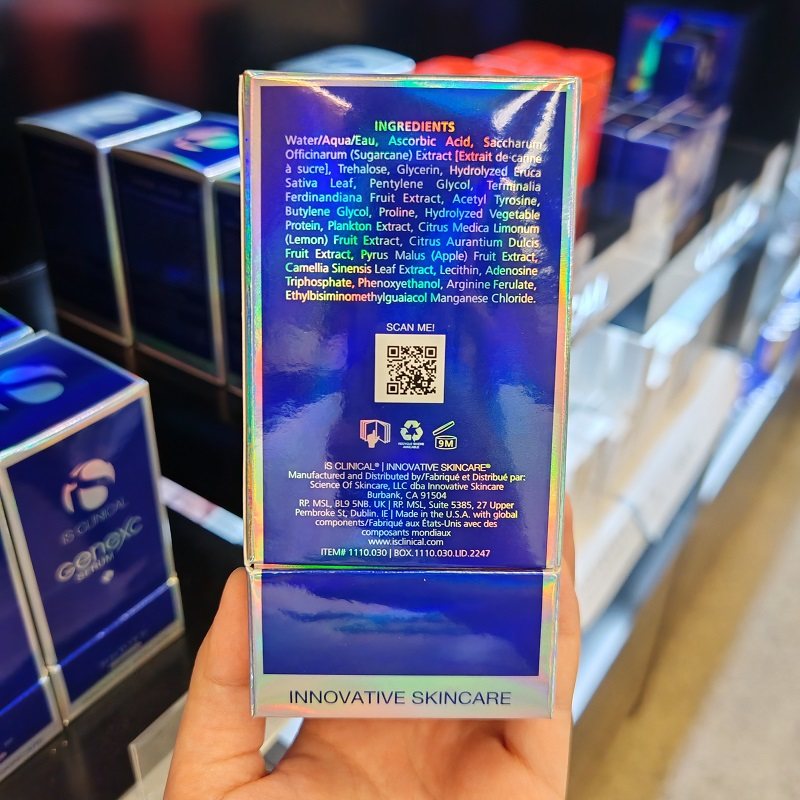 INGREDIENTS
Water/Aqua/Eau, Ascorbic Acid, Saccharum
Officinarum (Sugarcane) Extract [Extrait de canne
à sucre], Trehalose, Glycerin, Hydrolyzed Eruca
Sativa Leaf, Pentylene Glycol, Terminalia
Ferdinandiana Fruit Extract, Acetyl Tyrosine,
Butylene Glycol, Proline, Hydrolyzed Vegetable
Protein, Plankton Extract, Citrus Medica Limonum
(Lemon) Fruit Extract, Citrus Aurantium Dulcis
Fruit Extract, Pyrus Malus (Apple) Fruit Extract,
Camellia Sinensis Leaf Extract, Lecithin, Adenosine
Triphosphate, Phenoxyethanol, Arginine Ferulate,
Ethylbisiminomethylguaiacol Manganese Chloride.
SCAN ME!
9M
iS CLINICAL® | INNOVATIVE SKINCARE®
Manufactured and Distributed by/Fabriqué et Distribué par:
Science Of Skincare, LLC dba Innovative Skincare
Burbank, CA 91504
RP. MSL, BL9 5NB. UK | RP. MSL, Suite 5385, 27 Upper
Pembroke St, Dublin. IE | Made in the U.S.A. with global
components/Fabriqué aux États-Unis avec des
composants mondiaux
www.isclinical.com
ITEM# 1110.030 | BOX.1110.030.LID.2247
INNOVATIVE SKINCARE
iS
iS CLINICAL
GENEXC
SERUM